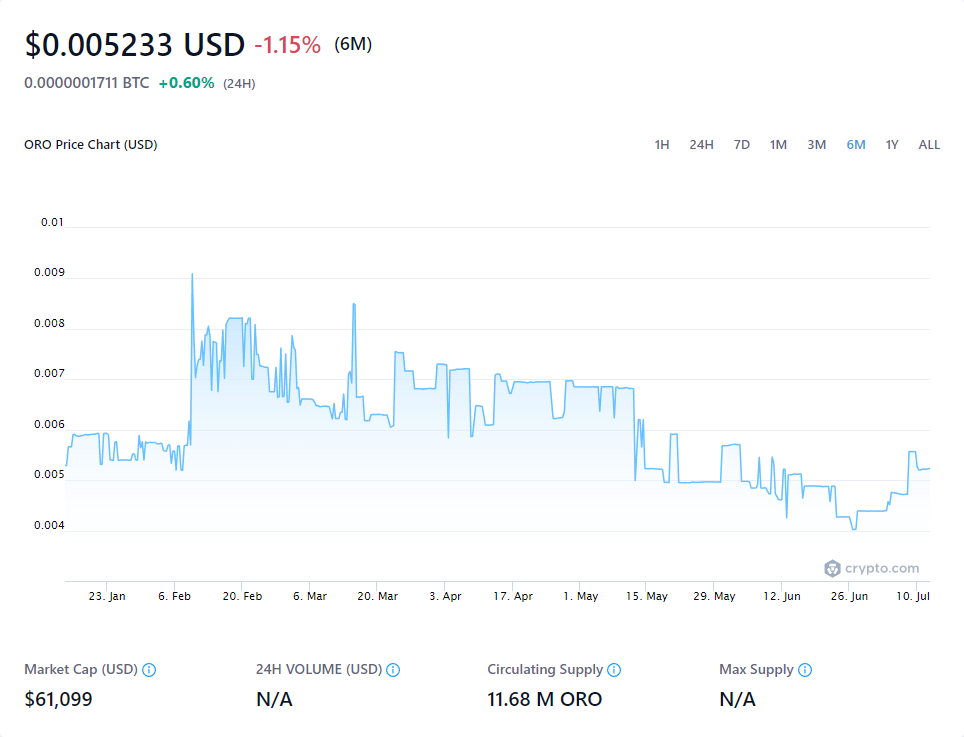 $0.005233 USD -1.15% (6M)
0.0000001711 BTC +0.60% (24H)
ORO Price Chart (USD) 1H 24H 7D 1M 3M 6M 1Y ALL
0.01
0.009
0.008
0.007
0.006
0.005
0.004
crypto.com
23. Jan 6. Feb 20. Feb 6. Mar 20. Mar 3. Apr 17. Apr 1. May 15. May 29. May 12. Jun 26. Jun 10. Jul
Market Cap (USD) 24H VOLUME (USD) Circulating Supply Max Supply
$61,099 N/A 11.68 M ORO N/A